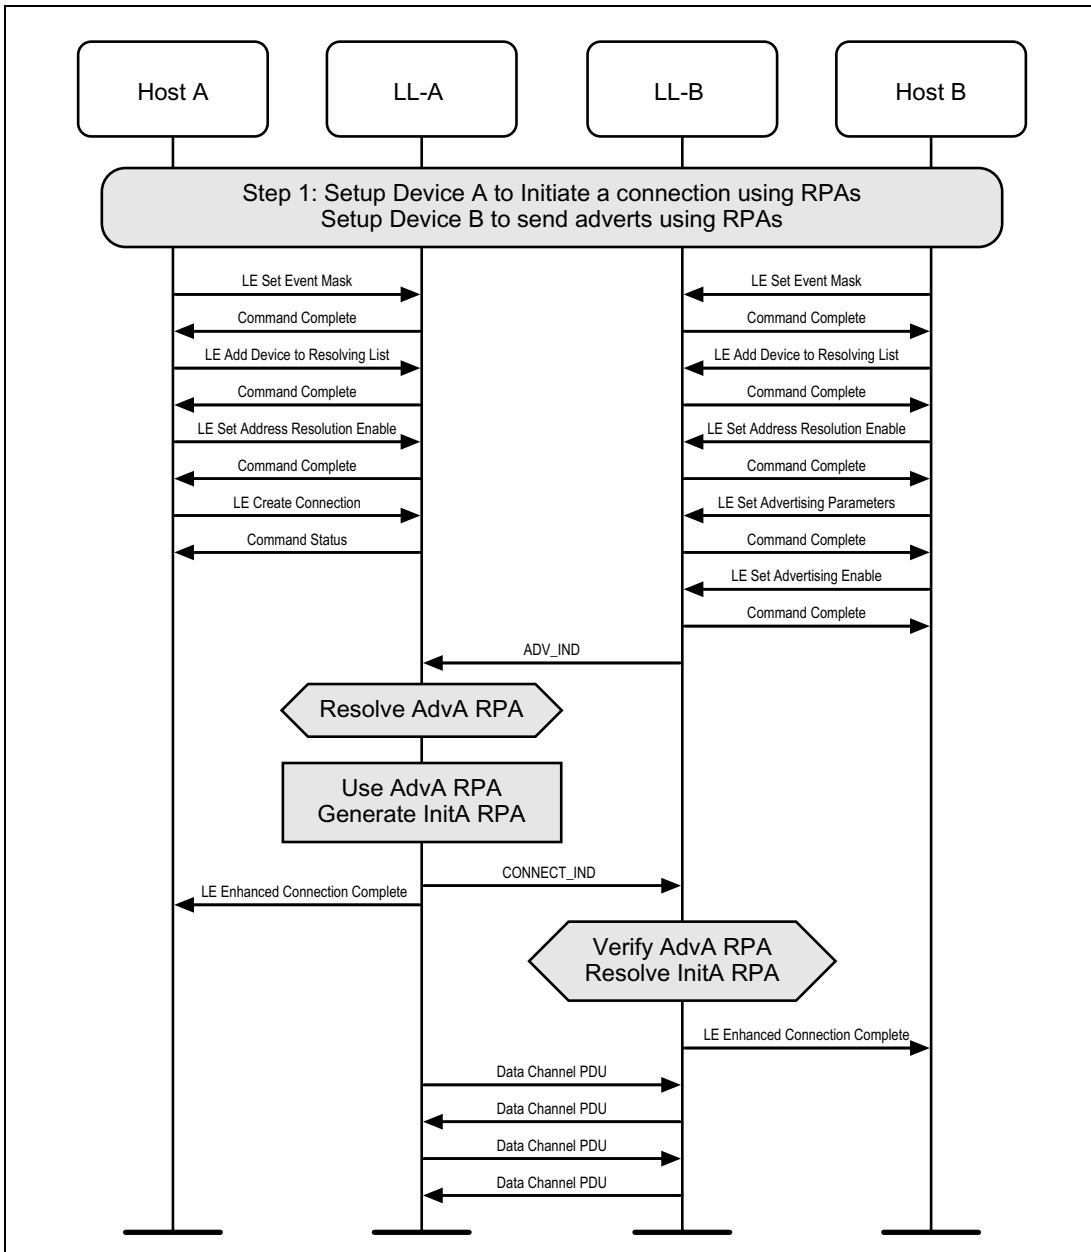 Host A
LL-A
LL-B
Host B
Step 1: Setup Device A to Initiate a connection using RPAs
Setup Device B to send adverts using RPAs
LE Set Event Mask
LE Set Event Mask
Command Complete
Command Complete
LE Add Device to Resolving List
LE Add Device to Resolving List
Command Complete
Command Complete
LE Set Address Resolution Enable
LE Set Address Resolution Enable
Command Complete
Command Complete
LE Create Connection
LE Set Advertising Parameters
Command Status
Command Complete
LE Set Advertising Enable
Command Complete
ADV_IND
Resolve AdvA RPA
Use AdvA RPA
Generate InitA RPA
CONNECT_IND
LE Enhanced Connection Complete
Verify AdvA RPA
Resolve InitA RPA
LE Enhanced Connection Complete
Data Channel PDU
Data Channel PDU
Data Channel PDU
Data Channel PDU